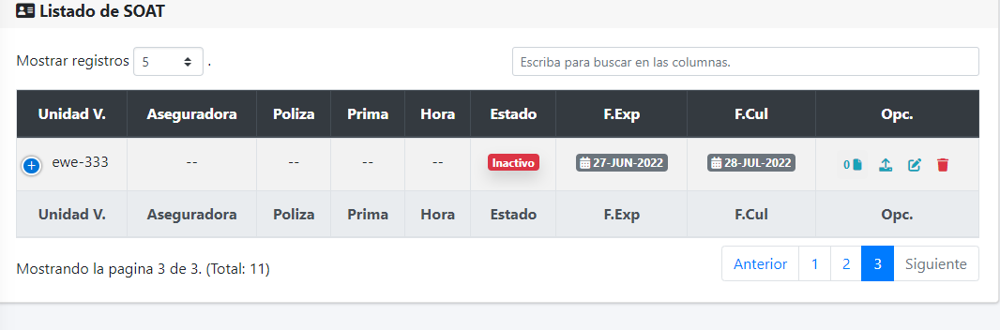 Listado de SOAT
Mostrar registros 5 .
Escriba para buscar en las columnas.
Unidad V. Aseguradora Poliza Prima Hora Estado F.Exp F.Cul Opc.
ewe-333 -- -- -- -- Inactivo 27-JUN-2022 28-JUL-2022 0
Unidad V. Aseguradora Poliza Prima Hora Estado F.Exp F.Cul Opc.
Mostrando la pagina 3 de 3. (Total: 11)
Anterior 1 2 3 Siguiente